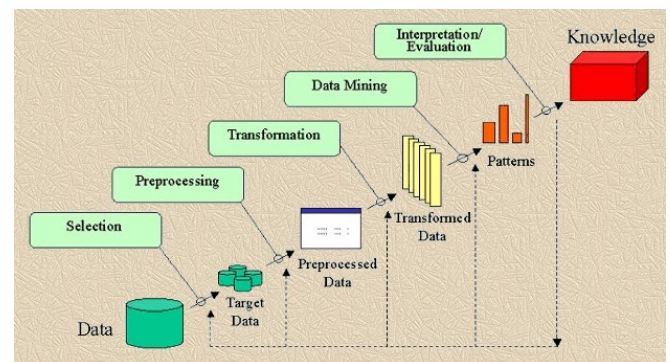 Interpretation/
Evaluation
Knowledge
Data Mining
Transformation
Patterns
Preprocessing
Transformed
Data
Selection
Preprocessed
Data
Target
Data
Data